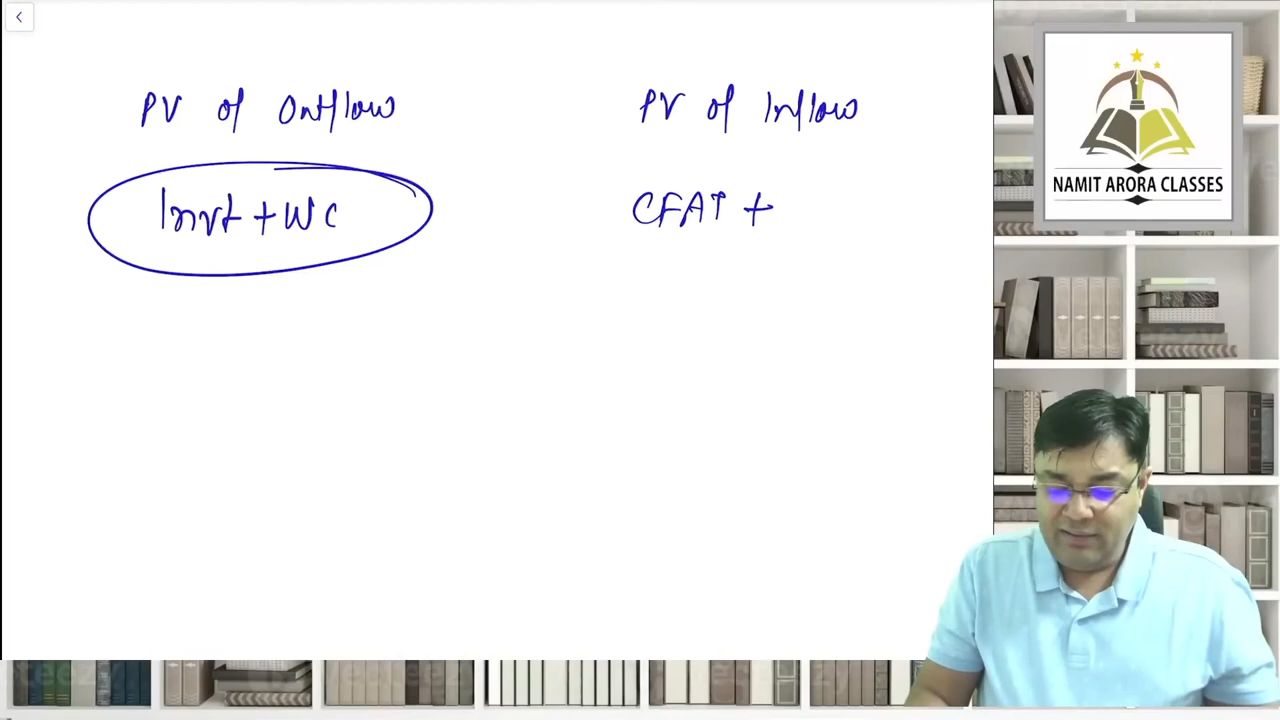 PV of Outflow
PV of Inflow
Invt + WC
CFAT +
NAMIT ARORA CLASSES